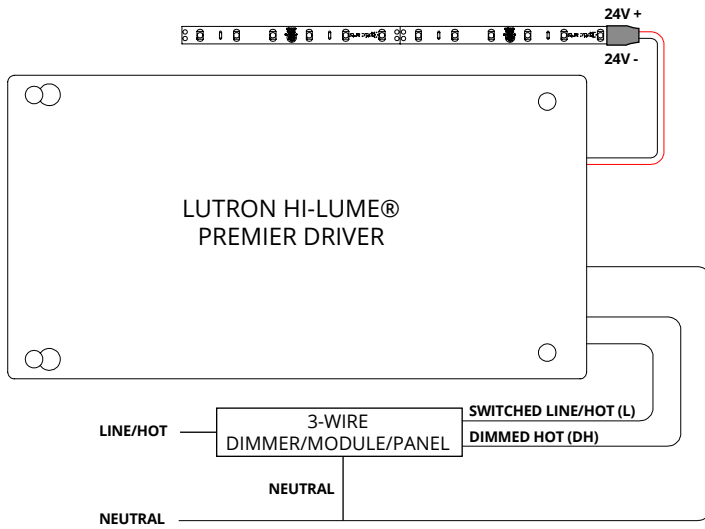 24V +
24V -
LUTRON HI-LUME®
PREMIER DRIVER
LINE/HOT
3-WIRE
DIMMER/MODULE/PANEL
SWITCHED LINE/HOT (L)
DIMMED HOT (DH)
NEUTRAL
NEUTRAL